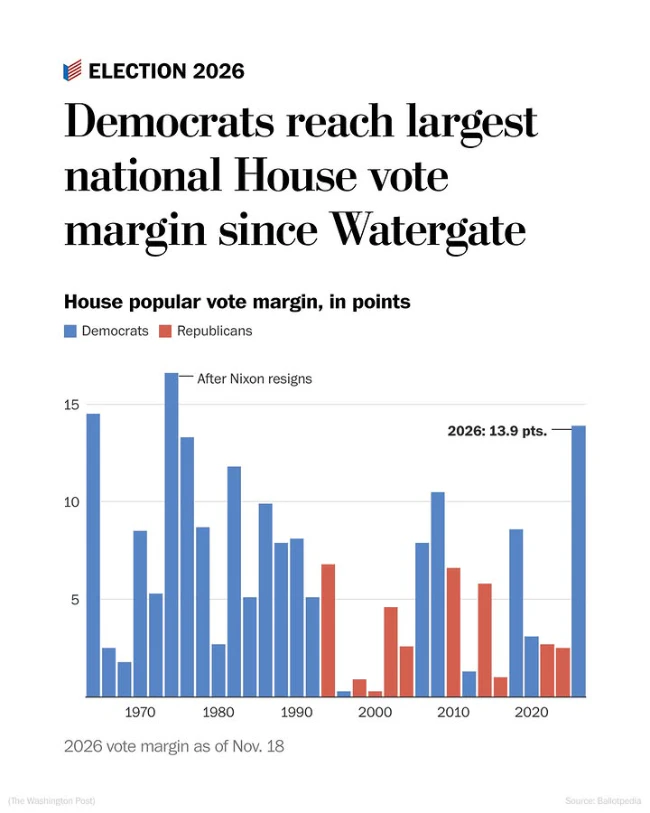 ELECTION 2026
Democrats reach largest
national House vote
margin since Watergate
House popular vote margin, in points
Democrats Republicans
After Nixon resigns
15
2026: 13.9 pts.
10
5
1970 1980 1990 2000 2010 2020
2026 vote margin as of Nov. 18
(The Washington Post) Source: Ballotpedia